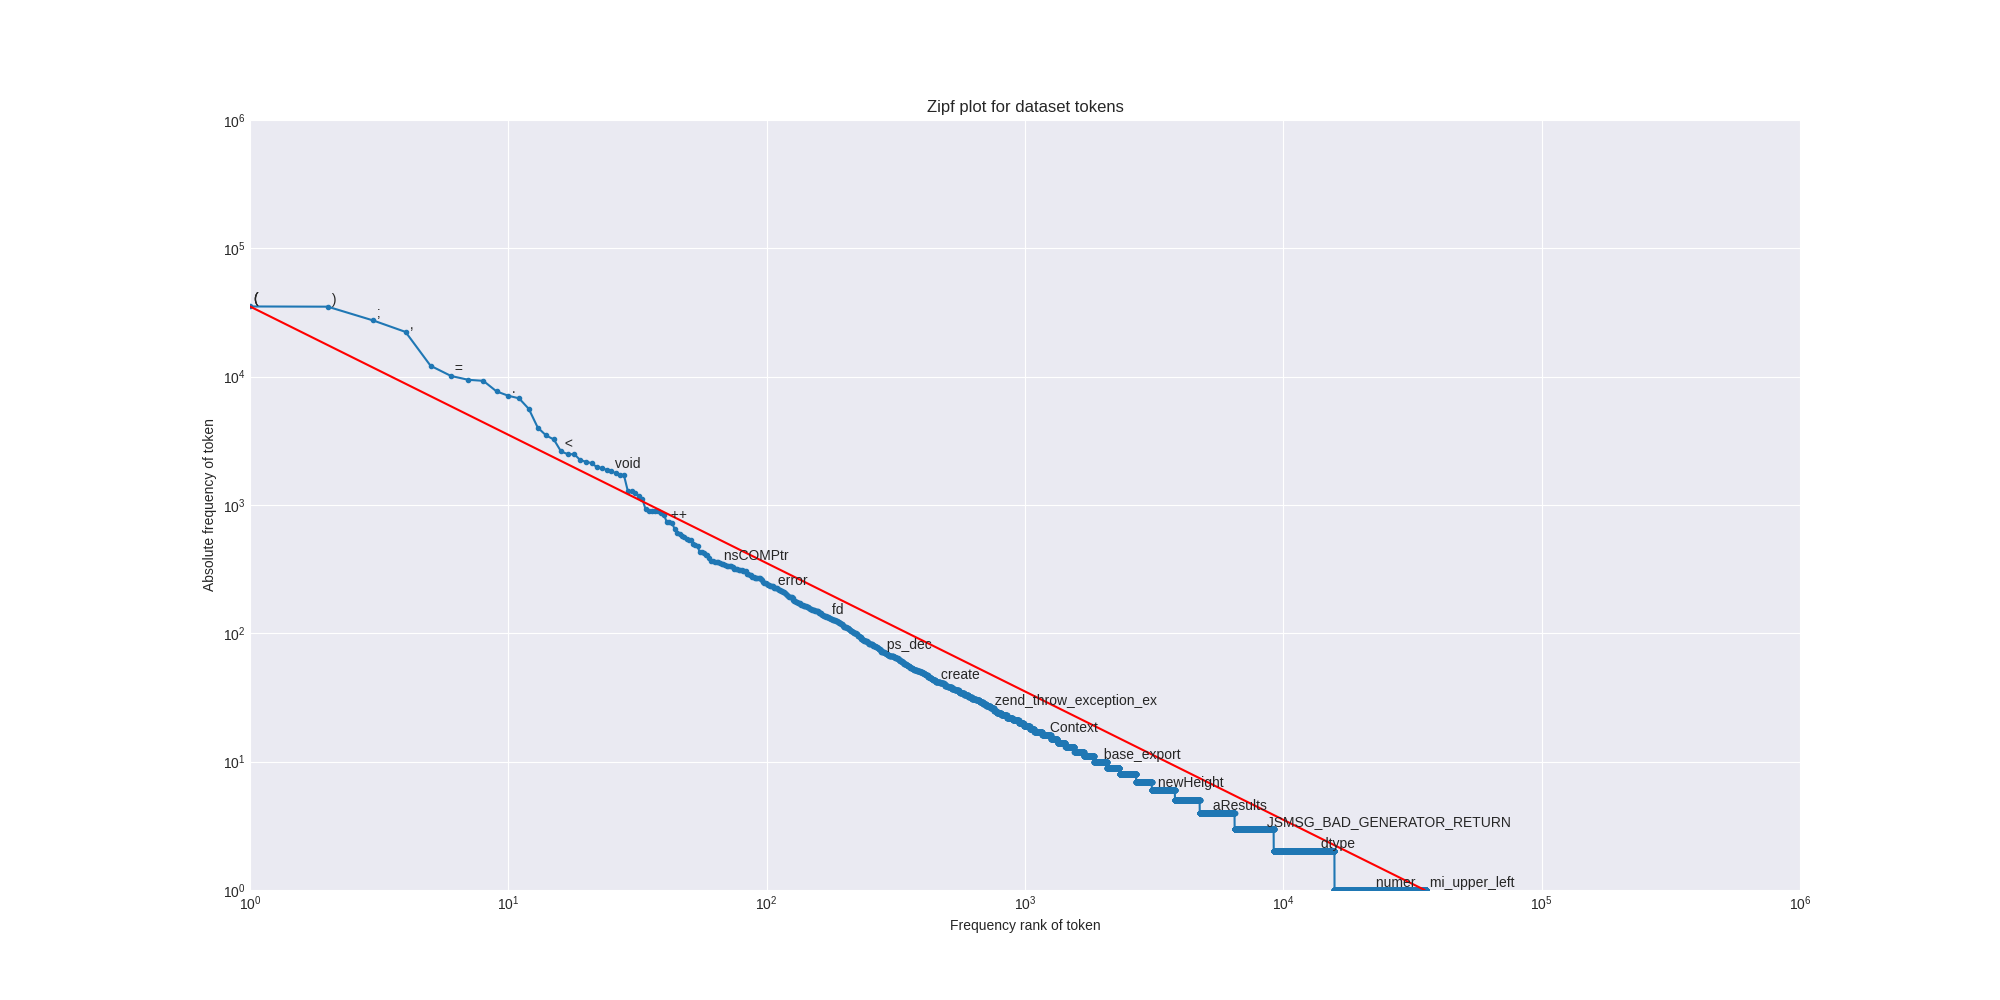 Zipf plot for dataset tokens
10^6
10^5
10^4
10^3
10^2
10^1
10^0
Absolute frequency of token
(
)
;
,
=
.
<
void
++
nsCOMPtr
error
fd
ps_dec
create
zend_throw_exception_ex
Context
base_export
newHeight
aResults
JSMSG_BAD_GENERATOR_RETURN
dtype
numer
mi_upper_left
10^0 10^1 10^2 10^3 10^4 10^5 10^6
Frequency rank of token